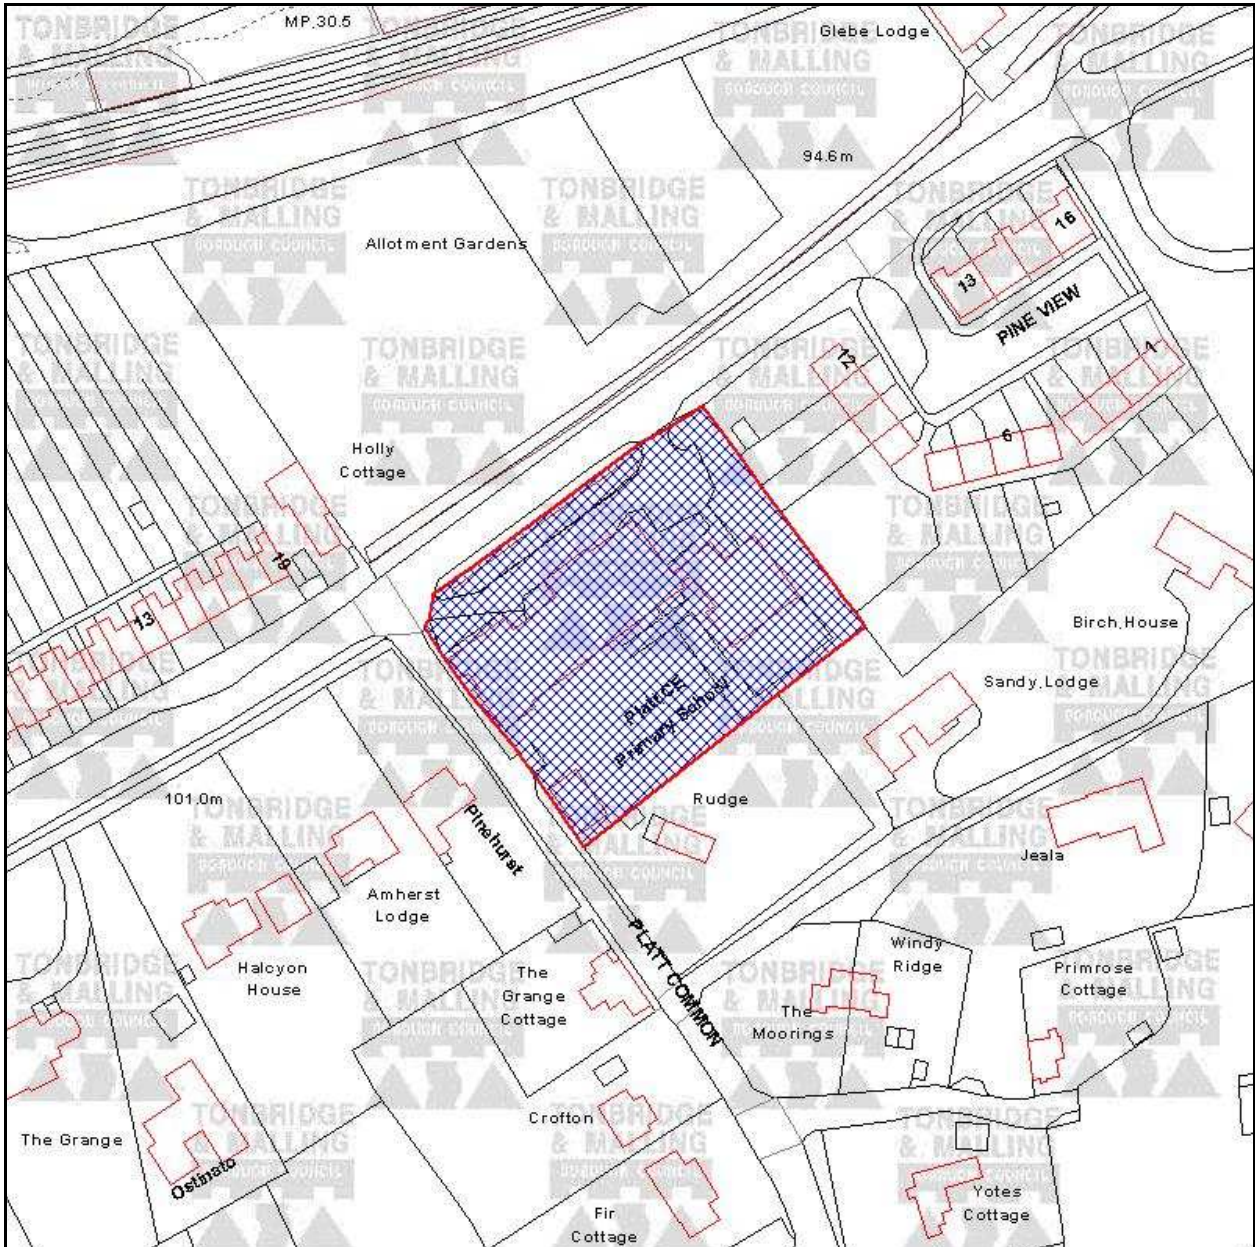 MP.30.5
Glebe Lodge
94.6m
Allotment Gardens
16
13
PINE VIEW
12
1
6
Holly
Cottage
19
13
Birch House
Sandy Lodge
Platt CE
Primary School
101.0m
Rudge
Pinehurst
Jeala
Amherst
Lodge
Halcyon
House
The
Grange
Cottage
PLATT COMMON
Windy
Ridge
Primrose
Cottage
The
Moorings
Crofton
The Grange
Ostinato
Yotes
Cottage
Fir
Cottage
TONBRIDGE
& MALLING
BOROUGH COUNCIL